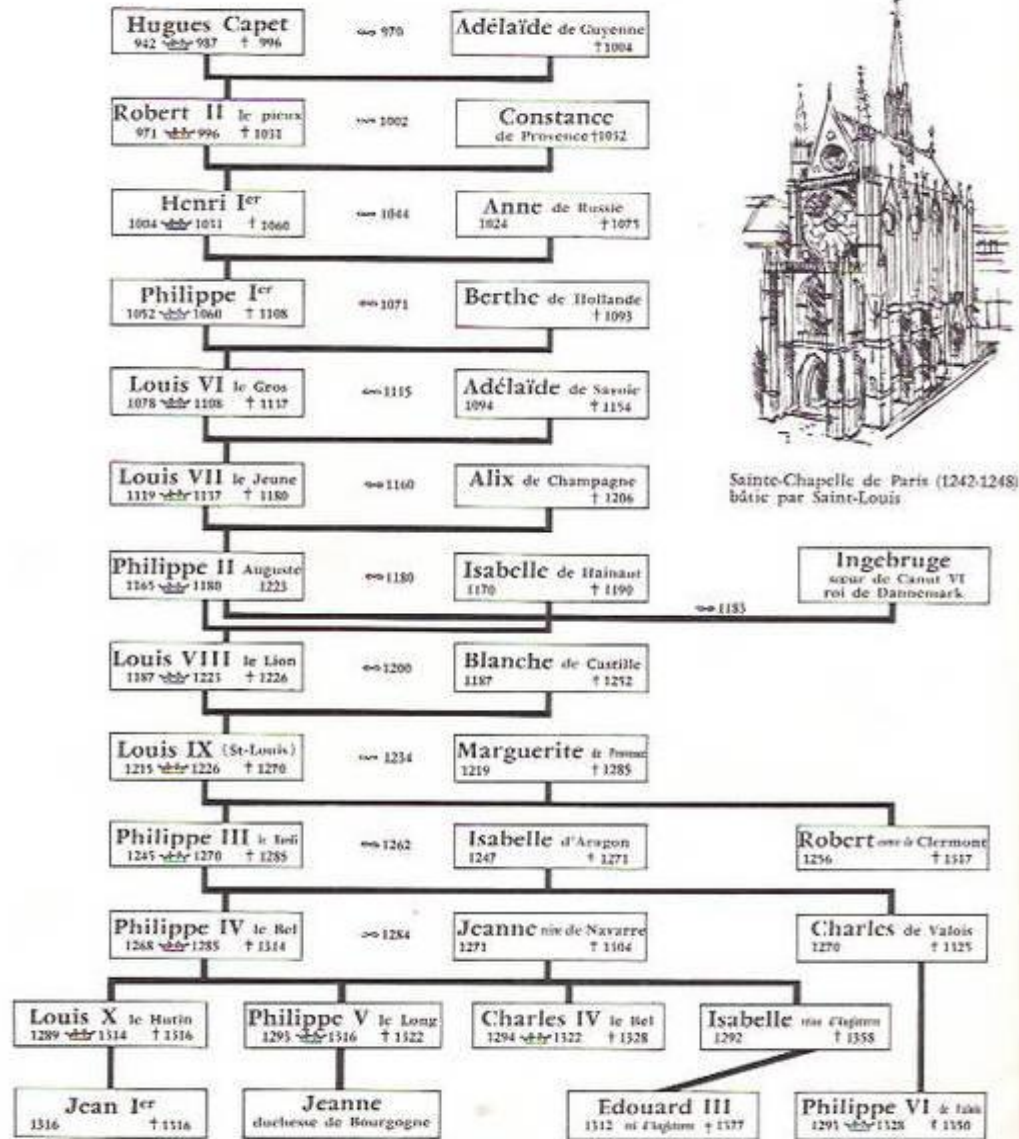 Hugues Capet
942 987 † 996
∞ 970
Adélaïde de Guyenne
† 1004
Robert II le pieux
971 996 † 1031
∞ 1002
Constance
de Provence † 1032
Henri Ier
1004 1031 † 1060
∞ 1044
Anne de Russie
1024 † 1075
Philippe Ier
1052 1060 † 1108
∞ 1071
Berthe de Hollande
† 1093
Louis VI le Gros
1078 1108 † 1137
∞ 1115
Adélaïde de Savoie
1094 † 1154
Sainte-Chapelle de Paris (1242-1248)
bâtie par Saint-Louis
Louis VII le Jeune
1119 1137 † 1180
∞ 1160
Alix de Champagne
† 1206
Philippe II Auguste
1165 1180 1223
∞ 1180
Isabelle de Hainaut
1170 † 1190
Ingebruge
sœur de Canut VI
roi de Dannemark
∞ 1183
Louis VIII le Lion
1187 1223 † 1226
∞ 1200
Blanche de Castille
1187 † 1252
Louis IX (St-Louis)
1215 1226 † 1270
∞ 1234
Marguerite de Provence
1219 † 1285
Philippe III le Hardi
1245 1270 † 1285
∞ 1262
Isabelle d'Aragon
1247 † 1271
Robert comte de Clermont
1256 † 1317
Philippe IV le Bel
1268 1285 † 1314
∞ 1284
Jeanne de Navarre
1271 † 1304
Charles de Valois
1270 † 1325
Louis X le Hutin
1289 1314 † 1316
Philippe V le Long
1293 1316 † 1322
Charles IV le Bel
1294 1322 † 1328
Isabelle reine d'Angleterre
1292 † 1358
Jean Ier
1316 † 1316
Jeanne
duchesse de Bourgogne
Edouard III
1312 roi d'Angleterre † 1377
Philippe VI de Valois
1293 1328 † 1350